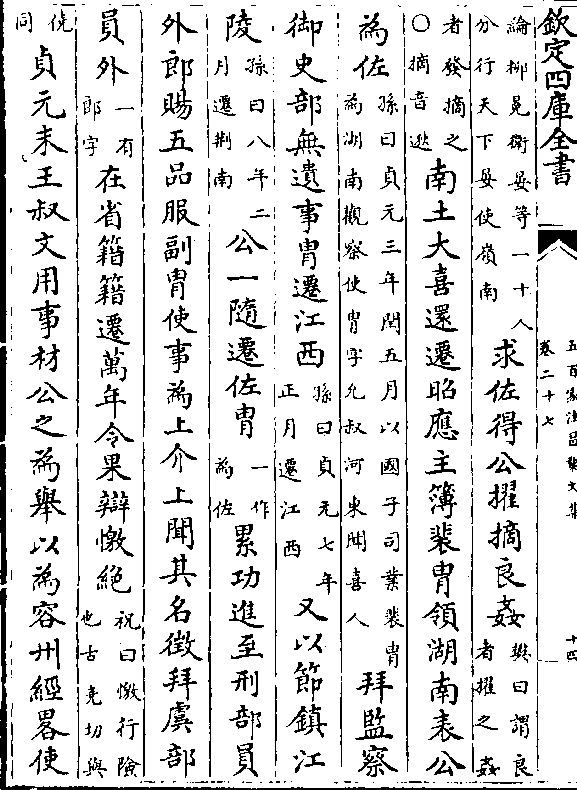 欽定四庫全書
五百家注昌黎文集
卷二十七
十四
綸柳冕衛晏等一十人
分行天下晏使嶺南
求佐得公擢摘良姦
樊曰謂良
者擢之姦
者發摘之
○摘音逖
南土大喜還遷昭應主簿裴胄領湖南表公
為佐
孫曰貞元三年閏五月以國子司業裴胄
為湖南觀察使胄字允叔河東聞喜人
拜監察
御史部無遺事胄遷江西
孫曰貞元七年
正月遷江西
又以節鎮江
陵
孫曰八年二
月遷荆南
公一隨遷佐胄
一作
為佐
累功進至刑部員
外郎賜五品服副胄使事為上介上聞其名徵拜虞部
員外
一有
郎字
在省籍籍遷萬年令果辯憿絶
祝曰憿行險
也古堯切與
僥
同
貞元末王叔文用事材公之為舉以為容州經畧使